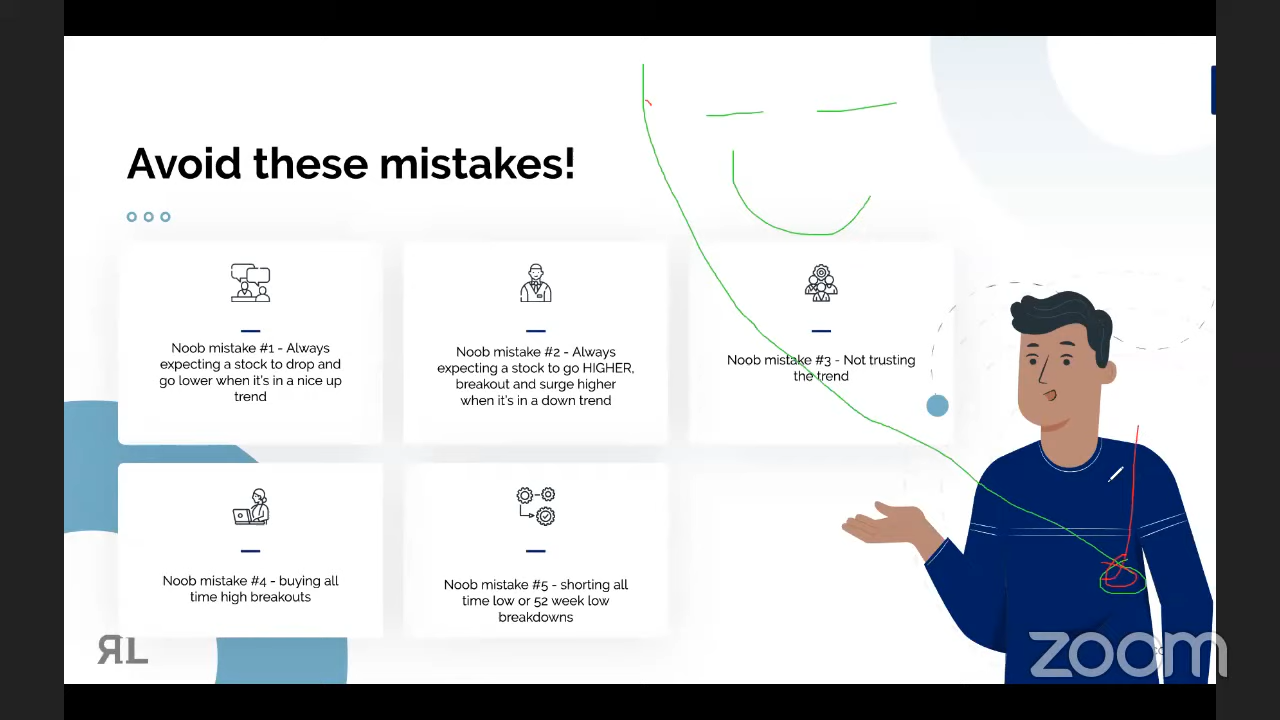 Avoid these mistakes!
Noob mistake #1 - Always
expecting a stock to drop and
go lower when it's in a nice up
trend
Noob mistake #2 - Always
expecting a stock to go HIGHER,
breakout and surge higher
when it's in a down trend
Noob mistake #3 - Not trusting
the trend
Noob mistake #4 - buying all
time high breakouts
Noob mistake #5 - shorting all
time low or 52 week low
breakdowns
ЯL
zoom